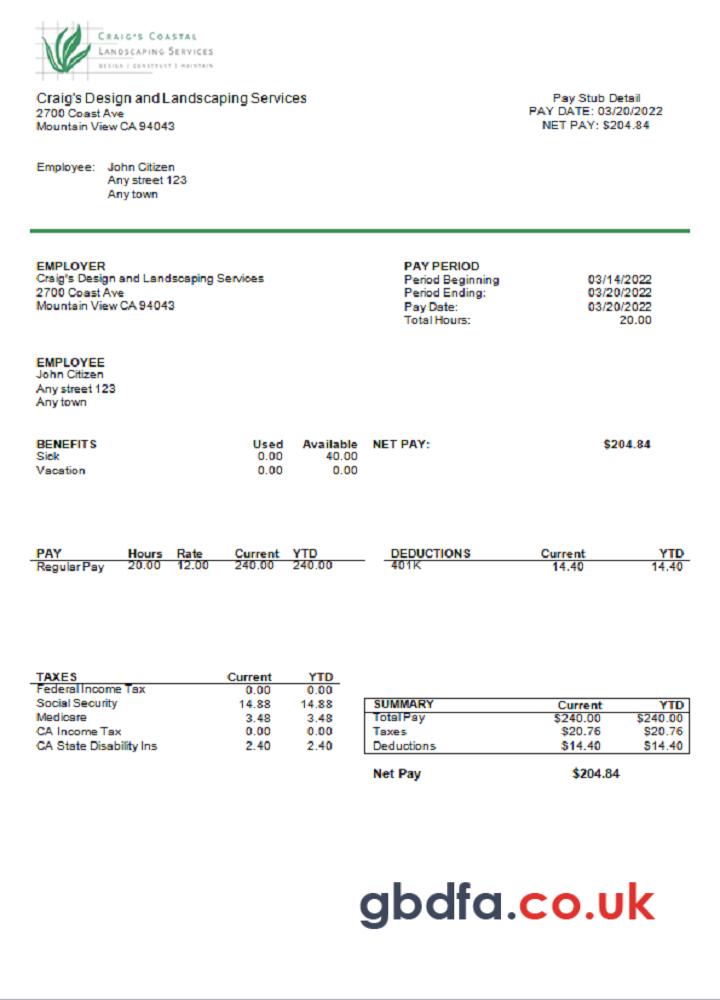 CRAIG'S COASTAL
LANDSCAPING SERVICES
DESIGN | CONSTRUCT | MAINTAIN
Craig's Design and Landscaping Services
2700 Coast Ave
Mountain View CA 94043
Pay Stub Detail
PAY DATE: 03/20/2022
NET PAY: $204.84
Employee: John Citizen
Any street 123
Any town
EMPLOYER
Craig's Design and Landscaping Services
2700 Coast Ave
Mountain View CA 94043
PAY PERIOD
Period Beginning 03/14/2022
Period Ending: 03/20/2022
Pay Date: 03/20/2022
Total Hours: 20.00
EMPLOYEE
John Citizen
Any street 123
Any town
BENEFITS Used Available
Sick 0.00 40.00
Vacation 0.00 0.00
NET PAY: $204.84
PAY Hours Rate Current YTD
Regular Pay 20.00 12.00 240.00 240.00
DEDUCTIONS Current YTD
401K 14.40 14.40
TAXES Current YTD
Federal Income Tax 0.00 0.00
Social Security 14.88 14.88
Medicare 3.48 3.48
CA Income Tax 0.00 0.00
CA State Disability Ins 2.40 2.40
SUMMARY Current YTD
Total Pay $240.00 $240.00
Taxes $20.76 $20.76
Deductions $14.40 $14.40
Net Pay $204.84
gbdfa.co.uk